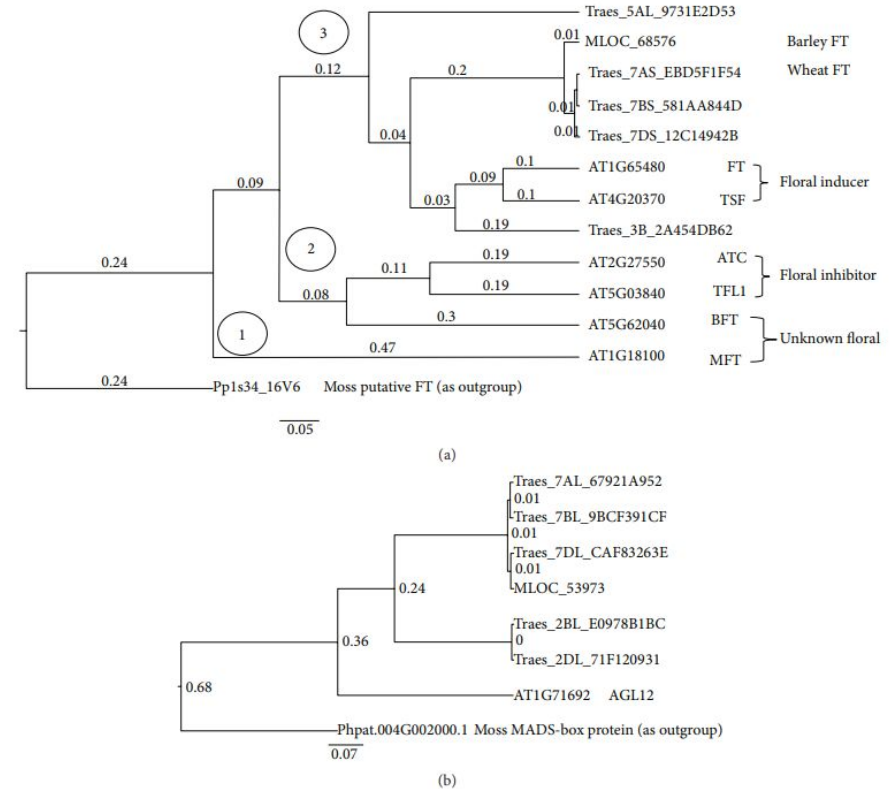 Traes_5AL_9731E2D53
3
0.01 MLOC_68576 Barley FT
0.12 0.2 Traes_7AS_EBD5F1F54 Wheat FT
0.01 Traes_7BS_581AA844D
0.04 0.01 Traes_7DS_12C14942B
0.1 AT1G65480 FT
0.09 0.09 Floral inducer
0.1 AT4G20370 TSF
0.03
0.19 Traes_3B_2A454DB62
2
0.24 0.19 AT2G27550 ATC
0.11 Floral inhibitor
0.08 0.19 AT5G03840 TFL1
0.3 AT5G62040 BFT
1 Unknown floral
0.47 AT1G18100 MFT
0.24 Pp1s34_16V6 Moss putative FT (as outgroup)
0.05
(a)
Traes_7AL_67921A952
0.01
Traes_7BL_9BCF391CF
0.01
Traes_7DL_CAF83263E
0.01
0.24 MLOC_53973
Traes_2BL_E0978B1BC
0.36 0
Traes_2DL_71F120931
0.68 AT1G71692 AGL12
Phpat.004G002000.1 Moss MADS-box protein (as outgroup)
0.07
(b)